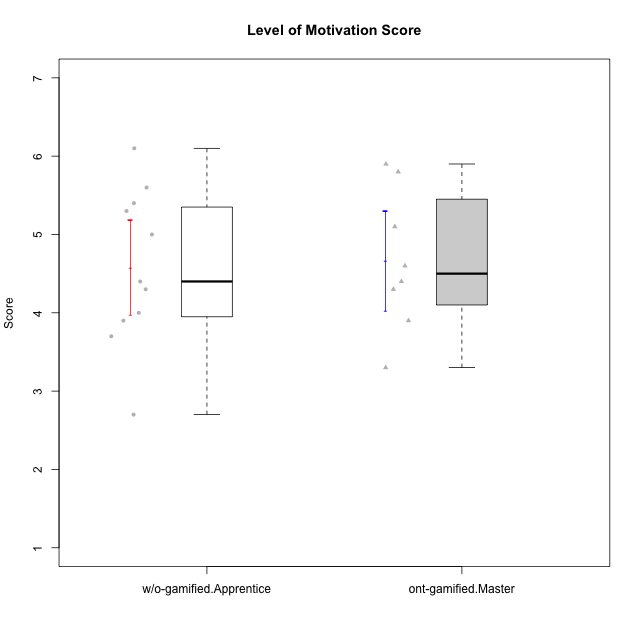 Level of Motivation Score
Score
7
6
5
4
3
2
1
w/o-gamified.Apprentice
ont-gamified.Master